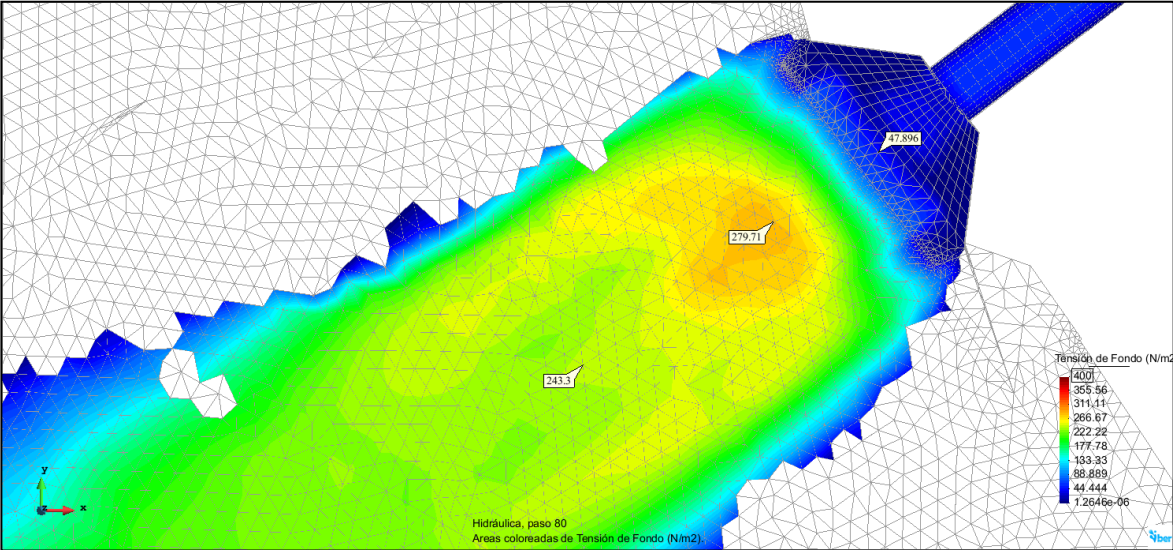 47.896
279.71
243.3
Tensión de Fondo (N/m2
400
355.56
311.11
266.67
222.22
177.78
133.33
88.889
44.444
1.2646e-06
y
z
x
Hidráulica, paso 80
Areas coloreadas de Tensión de Fondo (N/m2).
Iber